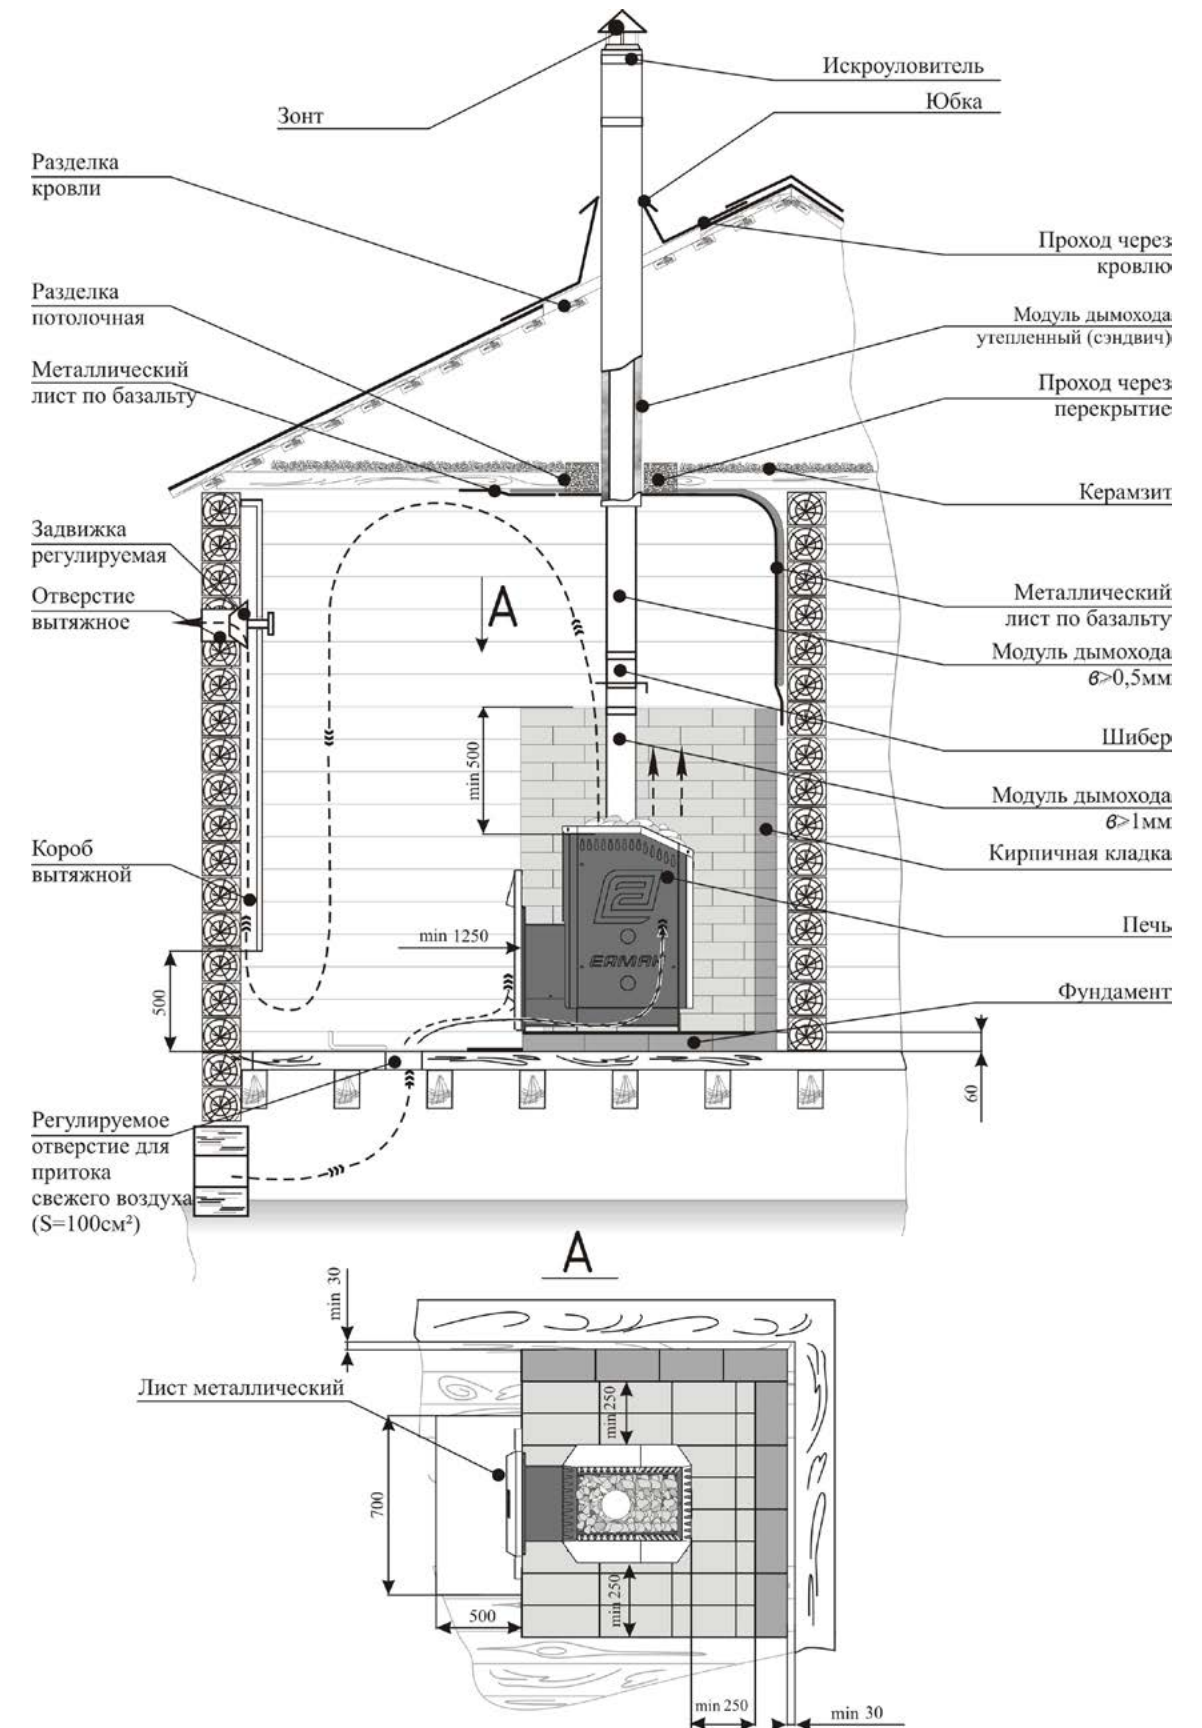 Искроуловитель
Юбка
Зонт
Разделка
кровли
Проход через
кровлю
Разделка
потолочная
Модуль дымохода
утепленный (сэндвич)
Металлический
лист по базальту
Проход через
перекрытие
Керамзит
Задвижка
регулируемая
Отверстие
вытяжное
А
Металлический
лист по базальту
Модуль дымохода
в>0,5мм
Шибер
min 500
Модуль дымохода
в>1мм
Короб
вытяжной
Кирпичная кладка
Печь
min 1250
ЕРМАК
500
Фундамент
60
Регулируемое
отверстие для
притока
свежего воздуха
(S=100см²)
А
min 30
Лист металлический
min 250
700
min 250
500
min 250
min 30